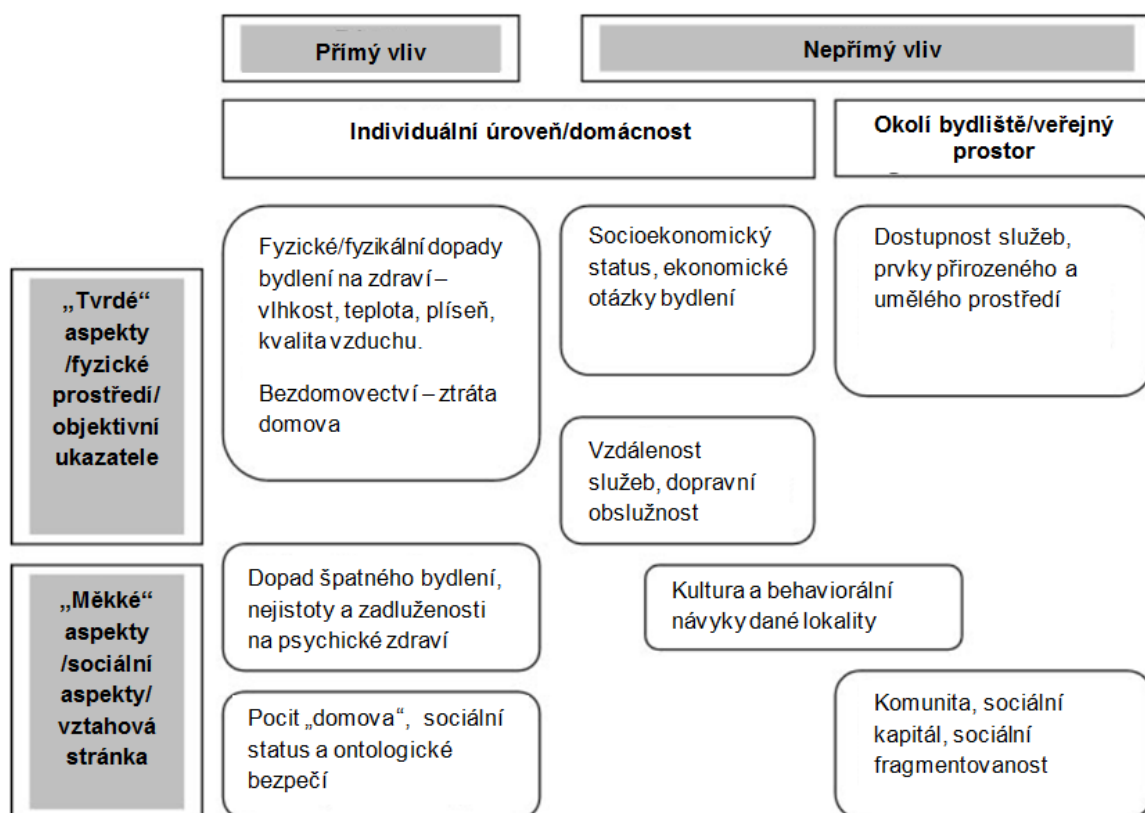 Přímý vliv
Nepřímý vliv
Individuální úroveň/domácnost
Okolí bydliště/veřejný
prostor
„Tvrdé“
aspekty
/fyzické
prostředí/
objektivní
ukazatele
Fyzické/fyzikální dopady
bydlení na zdraví –
vlhkost, teplota, plíseň,
kvalita vzduchu.
Bezdomovectví – ztráta
domova
Socioekonomický
status, ekonomické
otázky bydlení
Dostupnost služeb,
prvky přirozeného a
umělého prostředí
Vzdálenost
služeb, dopravní
obslužnost
„Měkké“
aspekty
/sociální
aspekty/
vztahová
stránka
Dopad špatného bydlení,
nejistoty a zadluženosti
na psychické zdraví
Kultura a behaviorální
návyky dané lokality
Pocit „domova“, sociální
status a ontologické
bezpečí
Komunita, sociální
kapitál, sociální
fragmentovanost